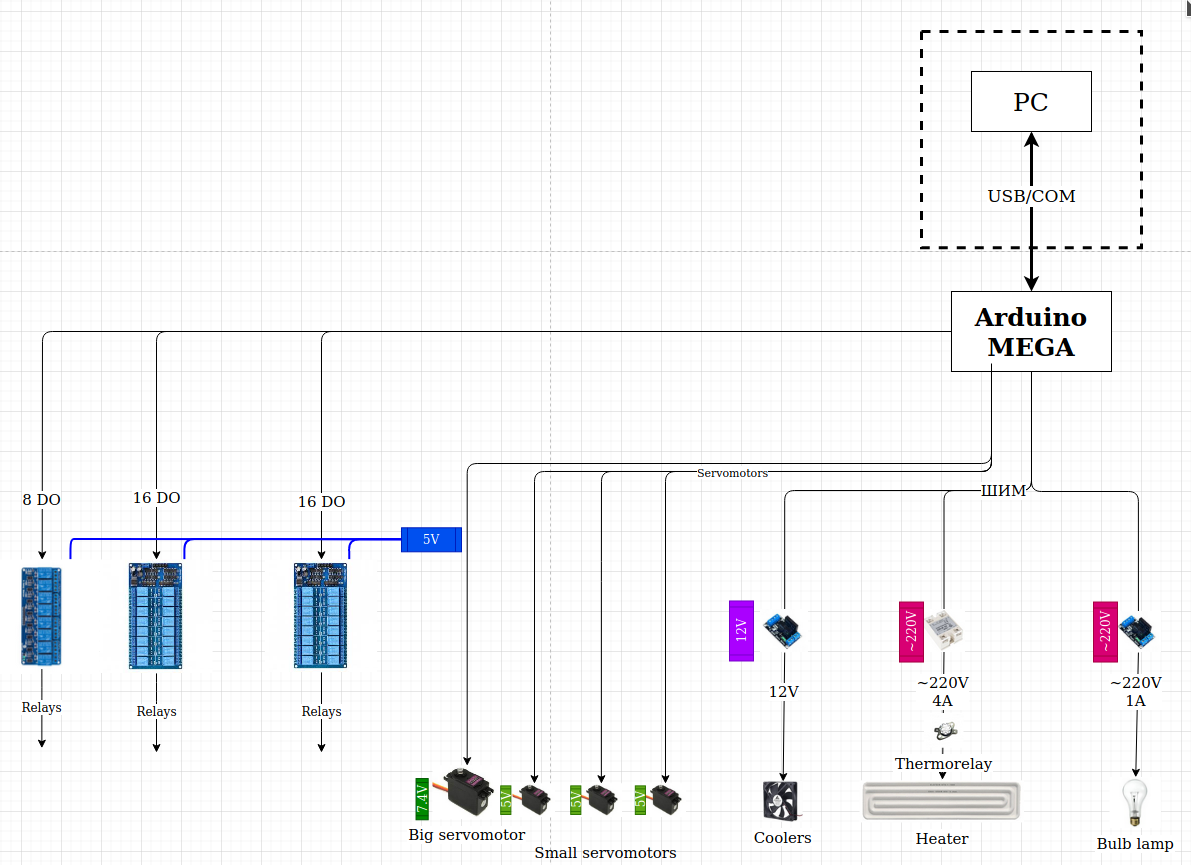 PC
USB/COM
Arduino
MEGA
Servomotors
ШИМ
8 DO
16 DO
16 DO
5V
12V
~220V
~220V
12V
~220V
4A
~220V
1A
Relays
Relays
Relays
Thermorelay
7.4V
5V
5V
5V
Big servomotor
Small servomotors
Coolers
Heater
Bulb lamp